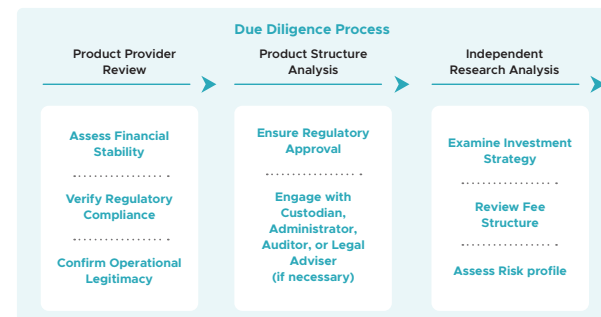 Due Diligence Process
Product Provider
Review
Product Structure
Analysis
Independent
Research Analysis
Assess Financial
Stability
Verify Regulatory
Compliance
Confirm Operational
Legitimacy
Ensure Regulatory
Approval
Engage with
Custodian,
Administrator,
Auditor, or Legal
Adviser
(if necessary)
Examine Investment
Strategy
Review Fee
Structure
Assess Risk profile